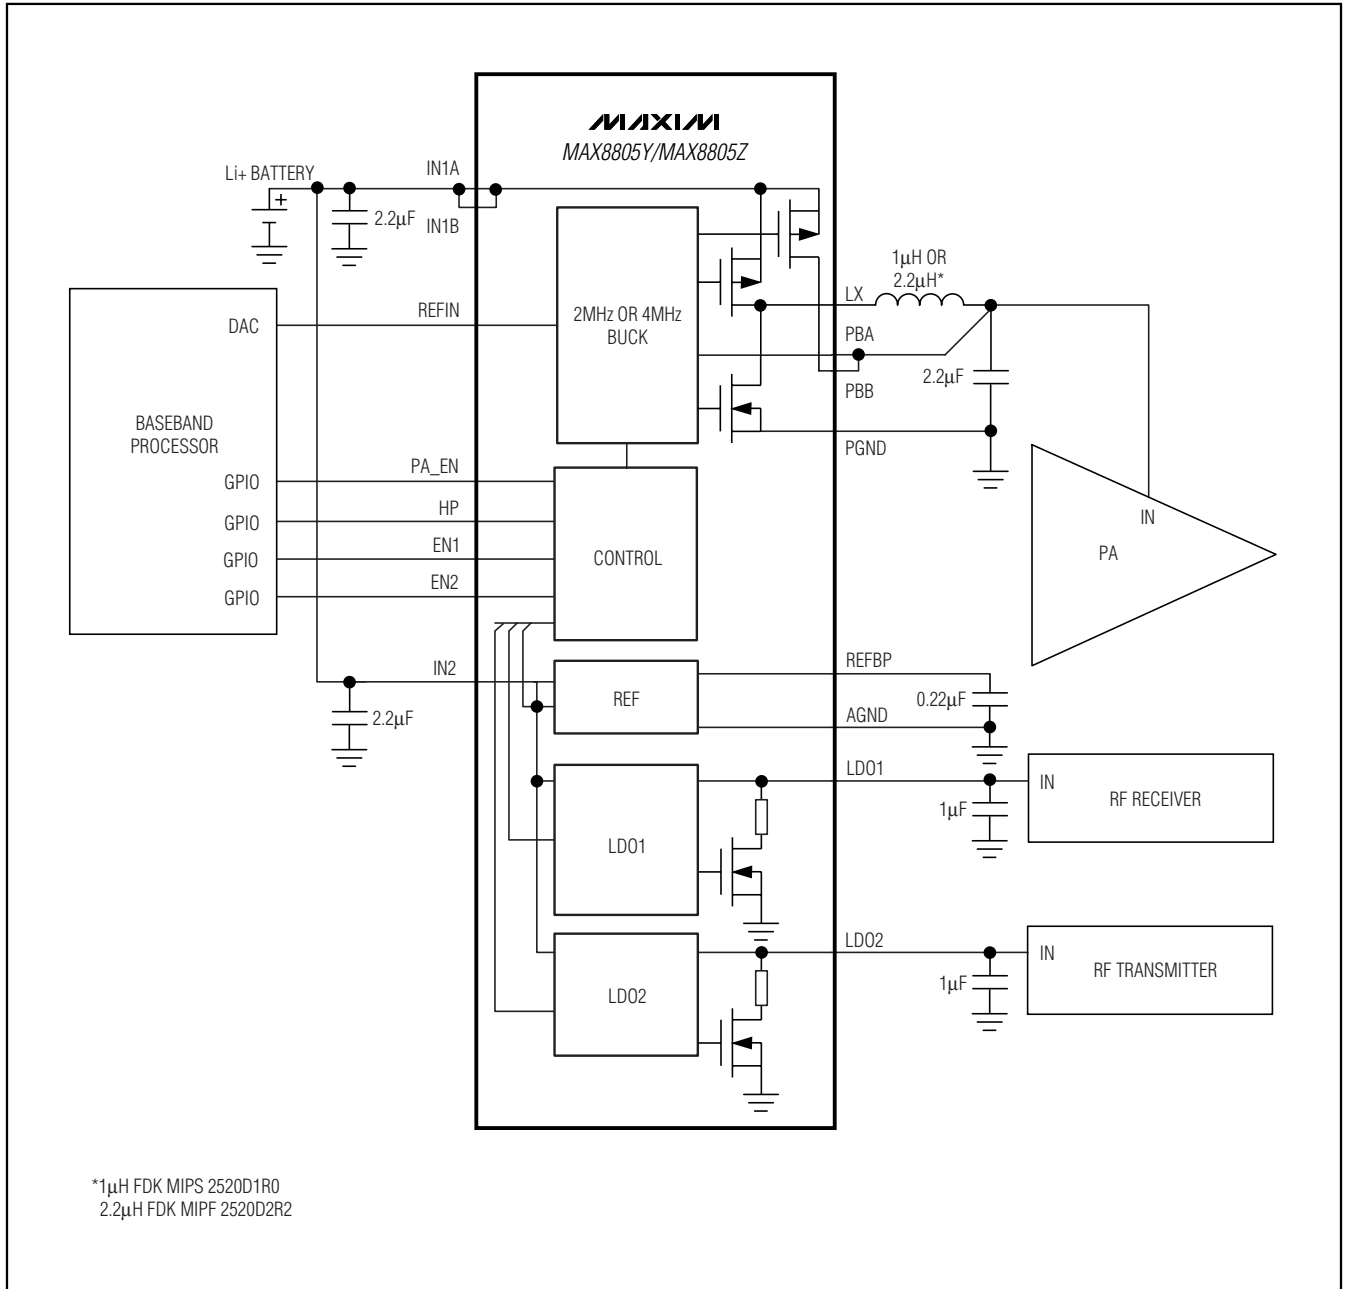 MAXIM
MAX8805Y/MAX8805Z
Li+ BATTERY
+
2.2μF
IN1A
IN1B
REFIN
DAC
BASEBAND
PROCESSOR
GPIO
GPIO
GPIO
GPIO
PA_EN
HP
EN1
EN2
IN2
2.2μF
2MHz OR 4MHz
BUCK
CONTROL
REF
LDO1
LDO2
LX
1μH OR
2.2μH*
PBA
PBB
2.2μF
PGND
IN
PA
REFBP
0.22μF
AGND
LDO1
1μF
IN
RF RECEIVER
LDO2
1μF
IN
RF TRANSMITTER
*1μH FDK MIPS 2520D1R0
2.2μH FDK MIPF 2520D2R2